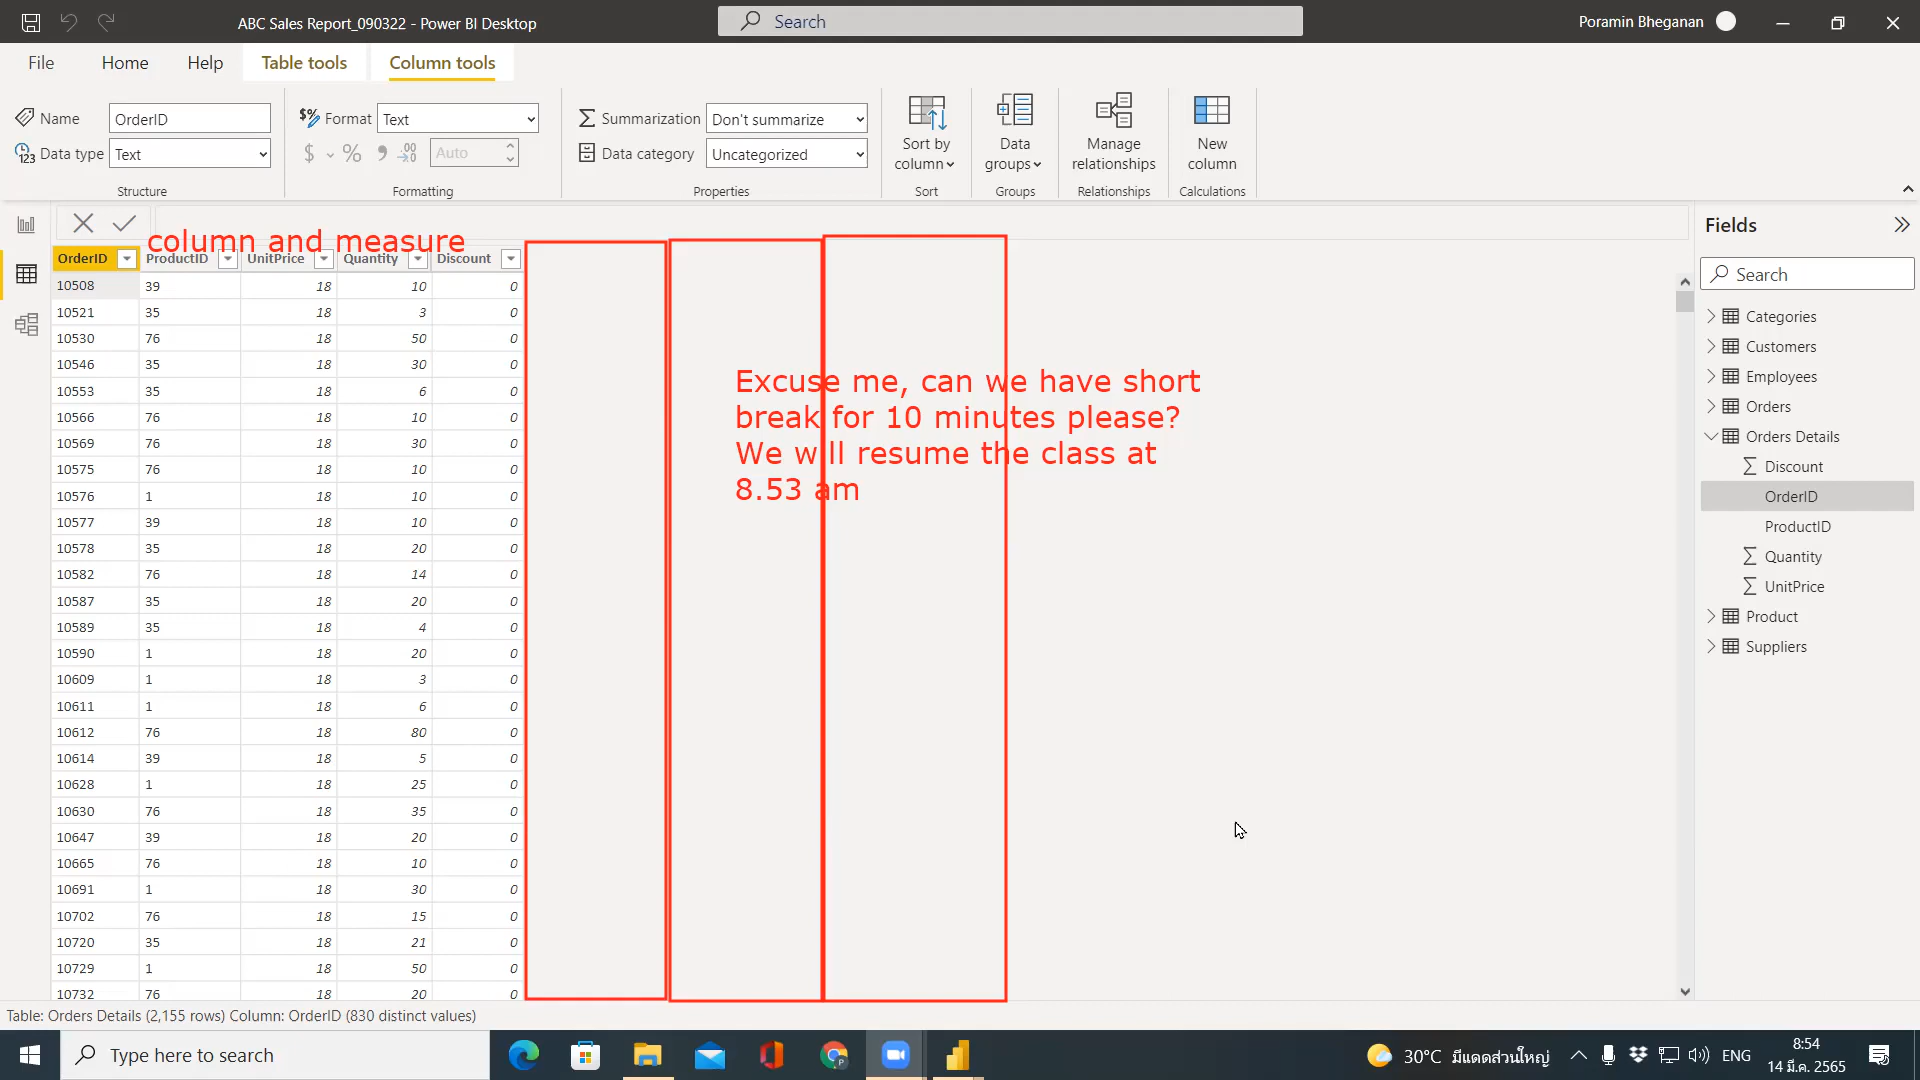 ABC Sales Report_090322 - Power BI Desktop
Search
Poramin Bheganan
File Home Help Table tools Column tools
Name OrderID
Data type Text
Structure
Format Text
$ % Auto
Formatting
Summarization Don't summarize
Data category Uncategorized
Properties
Sort by column
Sort
Data groups
Groups
Manage relationships
Relationships
New column
Calculations
column and measure
OrderID ProductID UnitPrice Quantity Discount
10508 39 18 10 0
10521 35 18 3 0
10530 76 18 50 0
10546 35 18 30 0
10553 35 18 6 0
10566 76 18 10 0
10569 76 18 30 0
10575 76 18 10 0
10576 1 18 10 0
10577 39 18 10 0
10578 35 18 20 0
10582 76 18 14 0
10587 35 18 20 0
10589 35 18 4 0
10590 1 18 20 0
10609 1 18 3 0
10611 1 18 6 0
10612 76 18 80 0
10614 39 18 5 0
10628 1 18 25 0
10630 76 18 35 0
10647 39 18 20 0
10665 76 18 10 0
10691 1 18 30 0
10702 76 18 15 0
10720 35 18 21 0
10729 1 18 50 0
10732 76 18 20 0
Excuse me, can we have short
break for 10 minutes please?
We will resume the class at
8.53 am
Fields
Search
Categories
Customers
Employees
Orders
Orders Details
Discount
OrderID
ProductID
Quantity
UnitPrice
Product
Suppliers
Table: Orders Details (2,155 rows) Column: OrderID (830 distinct values)
Type here to search
30°C มีแดดส่วนใหญ่
ENG
8:54
14 มี.ค. 2565